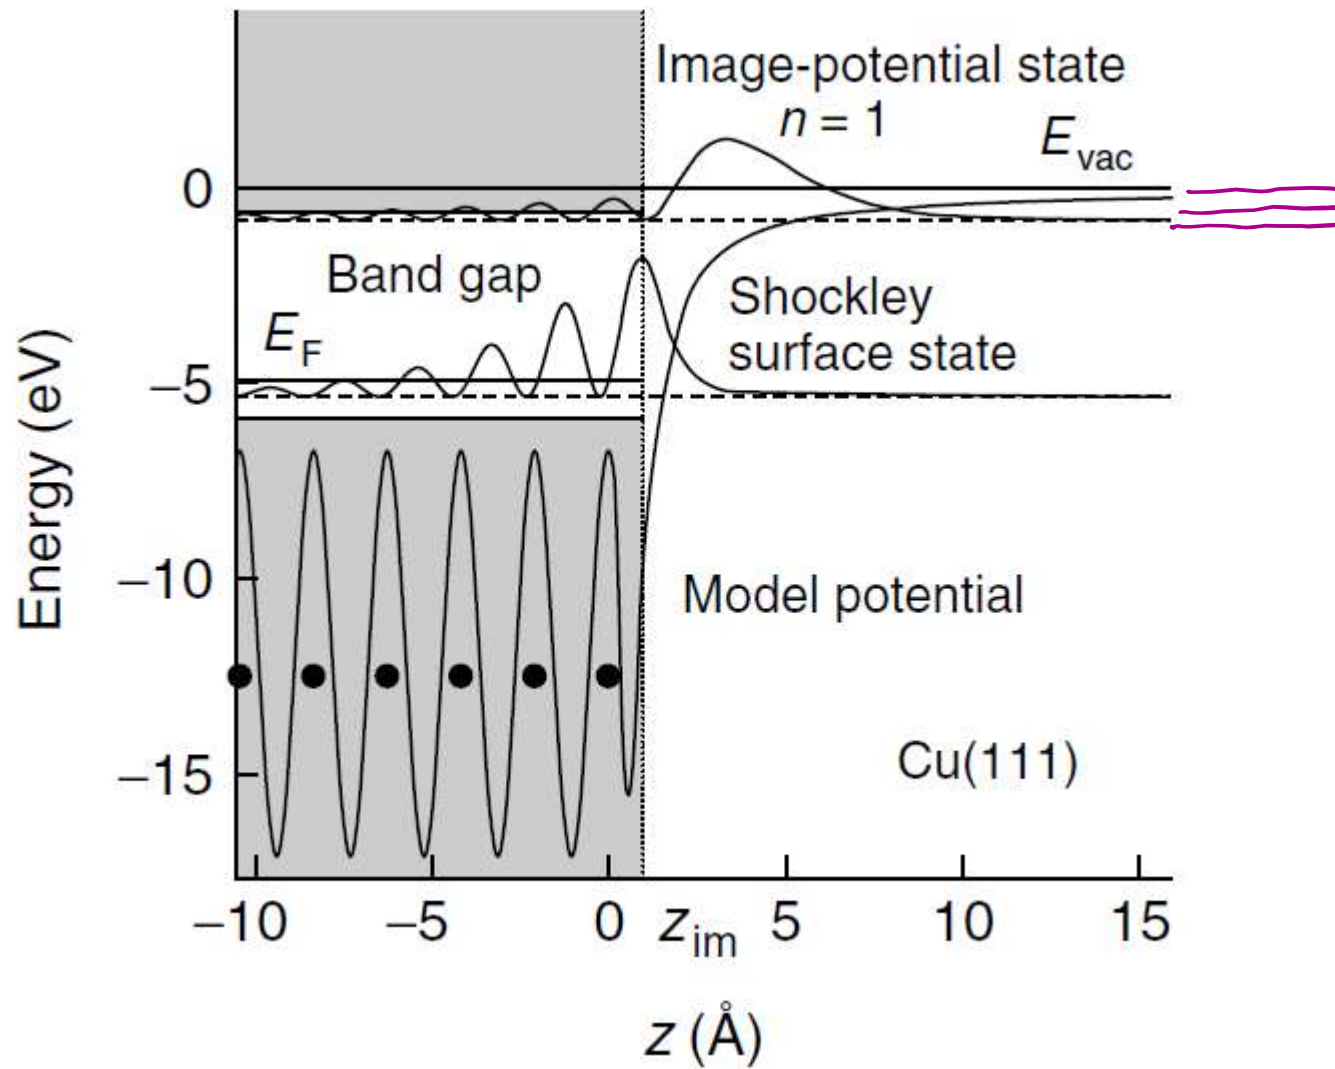 Image-potential state
n = 1
E_vac
0
Band gap
E_F
Shockley
surface state
−5
Energy (eV)
−10
Model potential
−15
Cu(111)
−10 −5 0 z_im 5 10 15
z (Å)